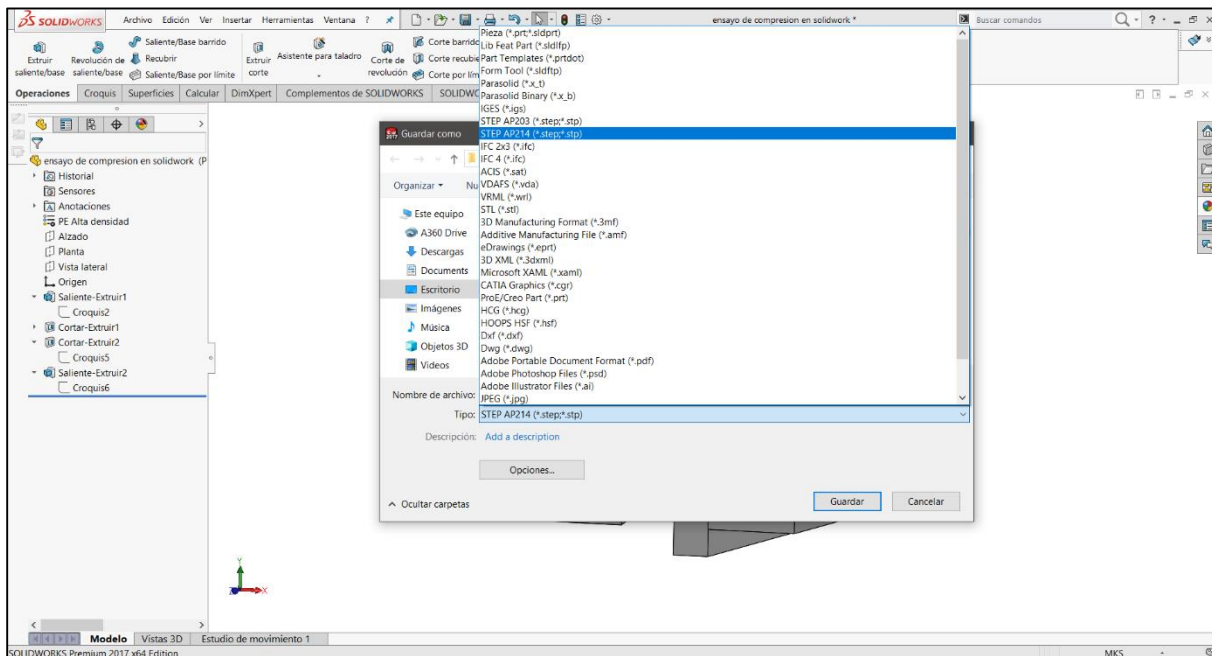 SOLIDWORKS Archivo Edición Ver Insertar Herramientas Ventana ? ensayo de compresion en solidwork * Buscar comandos
Extruir saliente/base
Revolución de saliente/base
Saliente/Base barrido
Recubrir
Saliente/Base por límite
Extruir corte
Asistente para taladro
Corte de revolución
Corte barrido
Corte recubie
Corte por lím
Operaciones Croquis Superficies Calcular DimXpert Complementos de SOLIDWORKS SOLIDWO
ensayo de compresion en solidwork (P
Historial
Sensores
Anotaciones
PE Alta densidad
Alzado
Planta
Vista lateral
Origen
Saliente-Extruir1
Croquis2
Cortar-Extruir1
Cortar-Extruir2
Croquis5
Saliente-Extruir2
Croquis6
Guardar como
Organizar Nu
Este equipo
A360 Drive
Descargas
Documents
Escritorio
Imágenes
Música
Objetos 3D
Videos
Pieza (*.prt;*.sldprt)
Lib Feat Part (*.sldlfp)
Part Templates (*.prtdot)
Form Tool (*.sldftp)
Parasolid (*.x_t)
Parasolid Binary (*.x_b)
IGES (*.igs)
STEP AP203 (*.step;*.stp)
STEP AP214 (*.step;*.stp)
IFC 2x3 (*.ifc)
IFC 4 (*.ifc)
ACIS (*.sat)
VDAFS (*.vda)
VRML (*.wrl)
STL (*.stl)
3D Manufacturing Format (*.3mf)
Additive Manufacturing File (*.amf)
eDrawings (*.eprt)
3D XML (*.3dxml)
Microsoft XAML (*.xaml)
CATIA Graphics (*.cgr)
ProE/Creo Part (*.prt)
HCG (*.hcg)
HOOPS HSF (*.hsf)
Dxf (*.dxf)
Dwg (*.dwg)
Adobe Portable Document Format (*.pdf)
Adobe Photoshop Files (*.psd)
Adobe Illustrator Files (*.ai)
JPEG (*.jpg)
Nombre de archivo:
Tipo: STEP AP214 (*.step;*.stp)
Descripción: Add a description
Opciones...
Ocultar carpetas
Guardar Cancelar
Y
X
Modelo Vistas 3D Estudio de movimiento 1
SOLIDWORKS Premium 2017 x64 Edition MKS